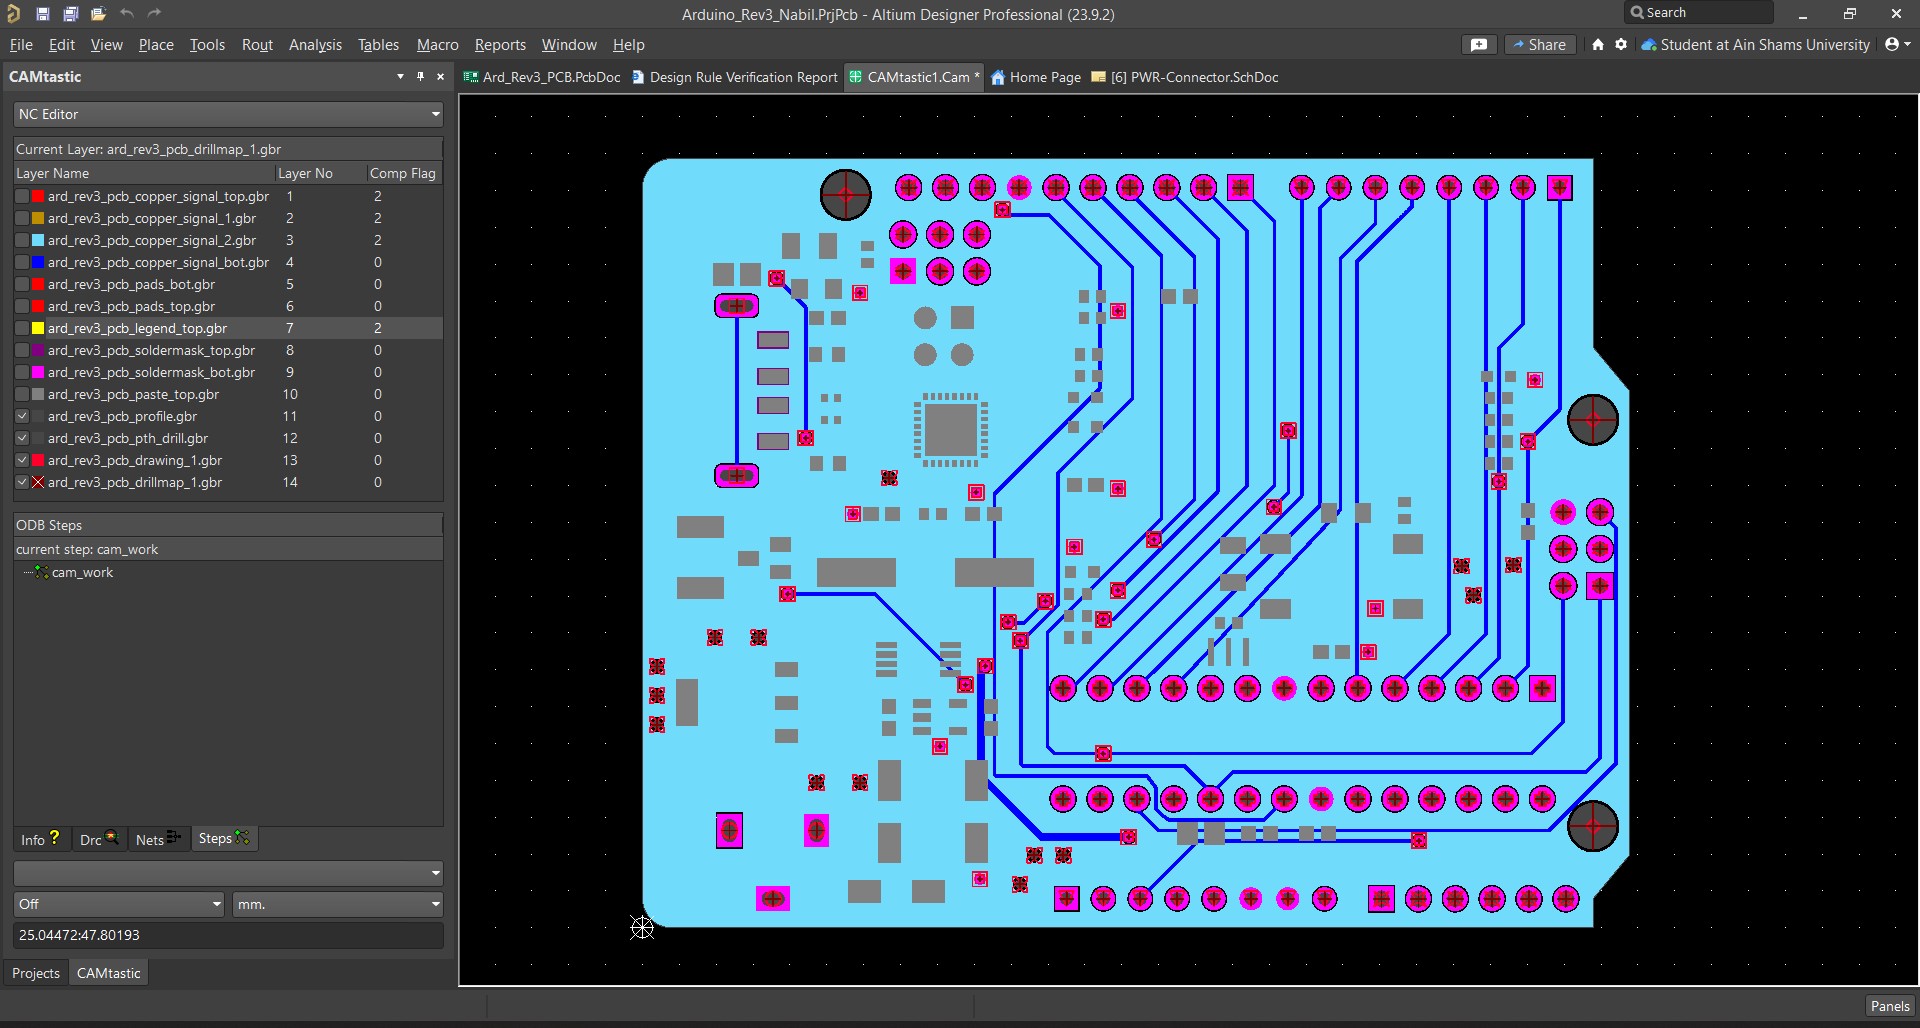 Arduino_Rev3_Nabil.PrjPcb - Altium Designer Professional (23.9.2)
Search
File Edit View Place Tools Rout Analysis Tables Macro Reports Window Help
Share
Student at Ain Shams University
CAMtastic
Ard_Rev3_PCB.PcbDoc Design Rule Verification Report CAMtastic1.Cam * Home Page [6] PWR-Connector.SchDoc
NC Editor
Current Layer: ard_rev3_pcb_drillmap_1.gbr
Layer Name Layer No Comp Flag
ard_rev3_pcb_copper_signal_top.gbr 1 2
ard_rev3_pcb_copper_signal_1.gbr 2 2
ard_rev3_pcb_copper_signal_2.gbr 3 2
ard_rev3_pcb_copper_signal_bot.gbr 4 0
ard_rev3_pcb_pads_bot.gbr 5 0
ard_rev3_pcb_pads_top.gbr 6 0
ard_rev3_pcb_legend_top.gbr 7 2
ard_rev3_pcb_soldermask_top.gbr 8 0
ard_rev3_pcb_soldermask_bot.gbr 9 0
ard_rev3_pcb_paste_top.gbr 10 0
ard_rev3_pcb_profile.gbr 11 0
ard_rev3_pcb_pth_drill.gbr 12 0
ard_rev3_pcb_drawing_1.gbr 13 0
ard_rev3_pcb_drillmap_1.gbr 14 0
ODB Steps
current step: cam_work
cam_work
Info ? Drc Nets Steps
Off mm.
25.04472:47.80193
Projects CAMtastic
Panels